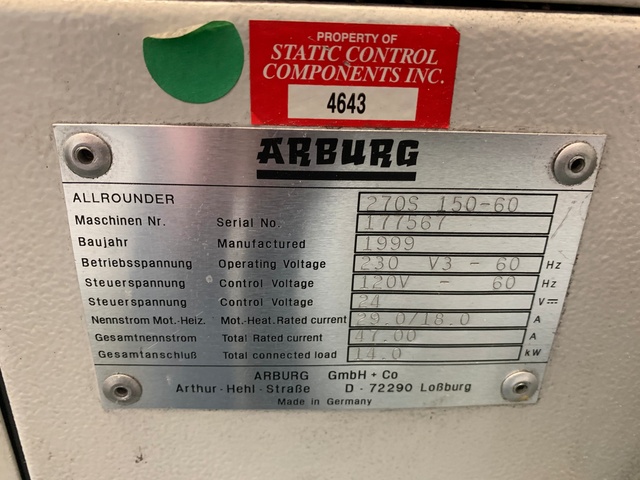 PROPERTY OF
STATIC CONTROL
COMPONENTS INC.
4643
ARBURG
ALLROUNDER 270S 150-60
Maschinen Nr. Serial No. 177567
Baujahr Manufactured 1999
Betriebsspannung Operating Voltage 230 V3 - 60 Hz
Steuerspannung Control Voltage 120V - 60 Hz
Steuerspannung Control Voltage 24 V
Nennstrom Mot.-Heiz. Mot.-Heat.Rated current 29.0/18.0 A
Gesamtnennstrom Total Rated current 47.00 A
Gesamtanschluß Total connected load 14.0 kW
ARBURG GmbH + Co
Arthur-Hehl-Straße D - 72290 Loßburg
Made in Germany